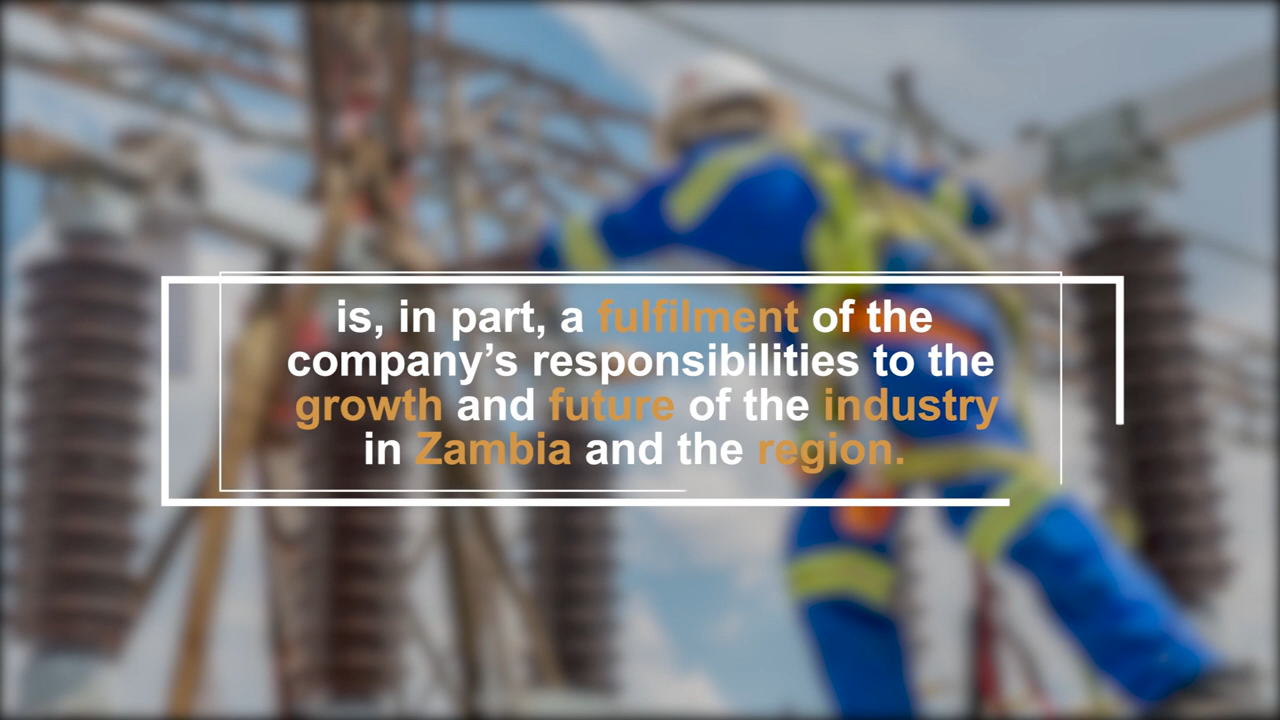 is, in part, a fulfilment of the
company’s responsibilities to the
growth and future of the industry
in Zambia and the region.